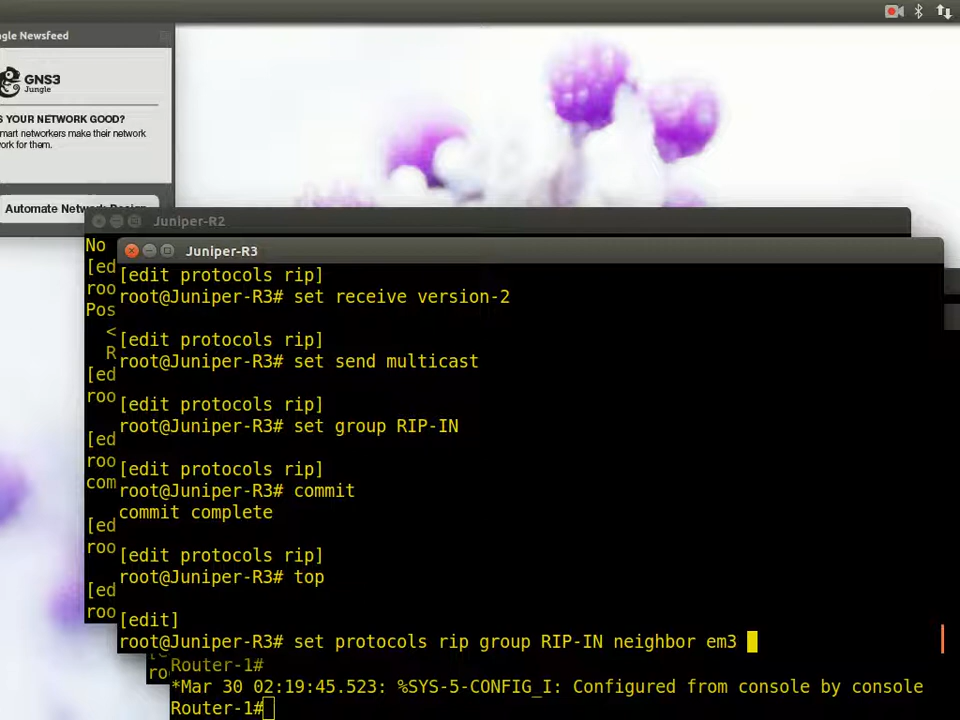 gle Newsfeed
GNS3
Jungle
S YOUR NETWORK GOOD?
mart networkers make their network
work for them.
Automate Network Design
Juniper-R2
No
[ed
roo
Pos
<
R
[ed
roo
[ed
roo
com
[ed
roo
[ed
roo
Juniper-R3
[edit protocols rip]
root@Juniper-R3# set receive version-2
[edit protocols rip]
root@Juniper-R3# set send multicast
[edit protocols rip]
root@Juniper-R3# set group RIP-IN
[edit protocols rip]
root@Juniper-R3# commit
commit complete
[edit protocols rip]
root@Juniper-R3# top
[edit]
root@Juniper-R3# set protocols rip group RIP-IN neighbor em3
ro
Router-1#
*Mar 30 02:19:45.523: %SYS-5-CONFIG_I: Configured from console by console
Router-1#